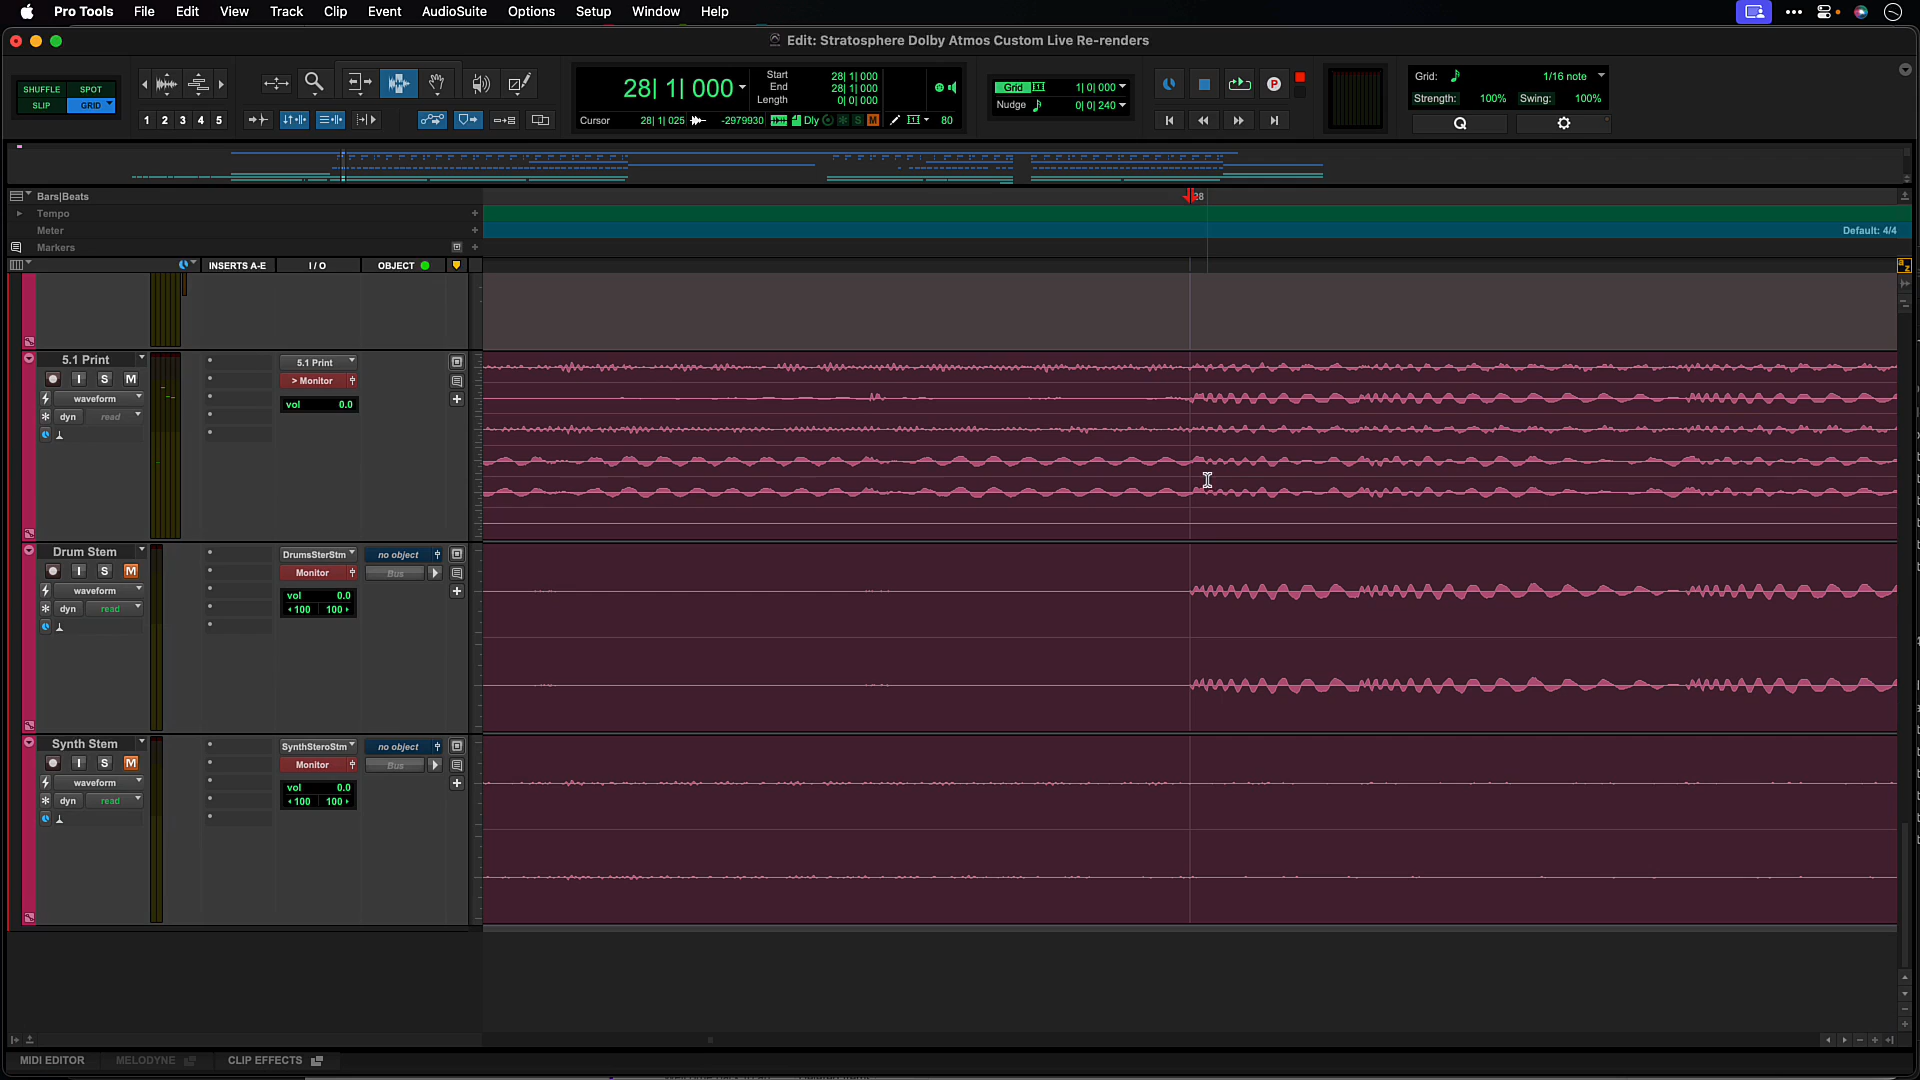 Pro Tools File Edit View Track Clip Event AudioSuite Options Setup Window Help
Edit: Stratosphere Dolby Atmos Custom Live Re-renders
SHUFFLE SPOT
SLIP GRID
1 2 3 4 5
28| 1| 000
Start 28| 1| 000
End 28| 1| 000
Length 0| 0| 000
Cursor 28| 1| 025 -2979930 Dly S M 80
Grid 1| 0| 000
Nudge 0| 0| 240
P
Grid: 1/16 note
Strength: 100% Swing: 100%
Q
Bars|Beats 28
Tempo
Meter Default: 4/4
Markers
INSERTS A-E I / O OBJECT
a z
5.1 Print 5.1 Print
I S M > Monitor
waveform vol 0.0
dyn read
Drum Stem DrumsSterStm no object
I S M Monitor Bus
waveform vol 0.0
dyn read 100 100
Synth Stem SynthSteroStm no object
I S M Monitor Bus
waveform vol 0.0
dyn read 100 100
MIDI EDITOR MELODYNE CLIP EFFECTS